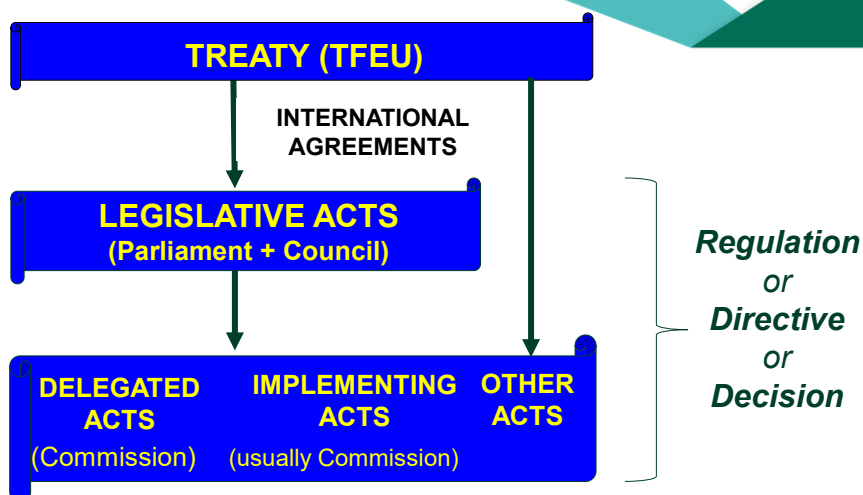 TREATY (TFEU)
INTERNATIONAL
AGREEMENTS
LEGISLATIVE ACTS
(Parliament + Council)
DELEGATED
ACTS
(Commission)
IMPLEMENTING
ACTS
(usually Commission)
OTHER
ACTS
Regulation
or
Directive
or
Decision